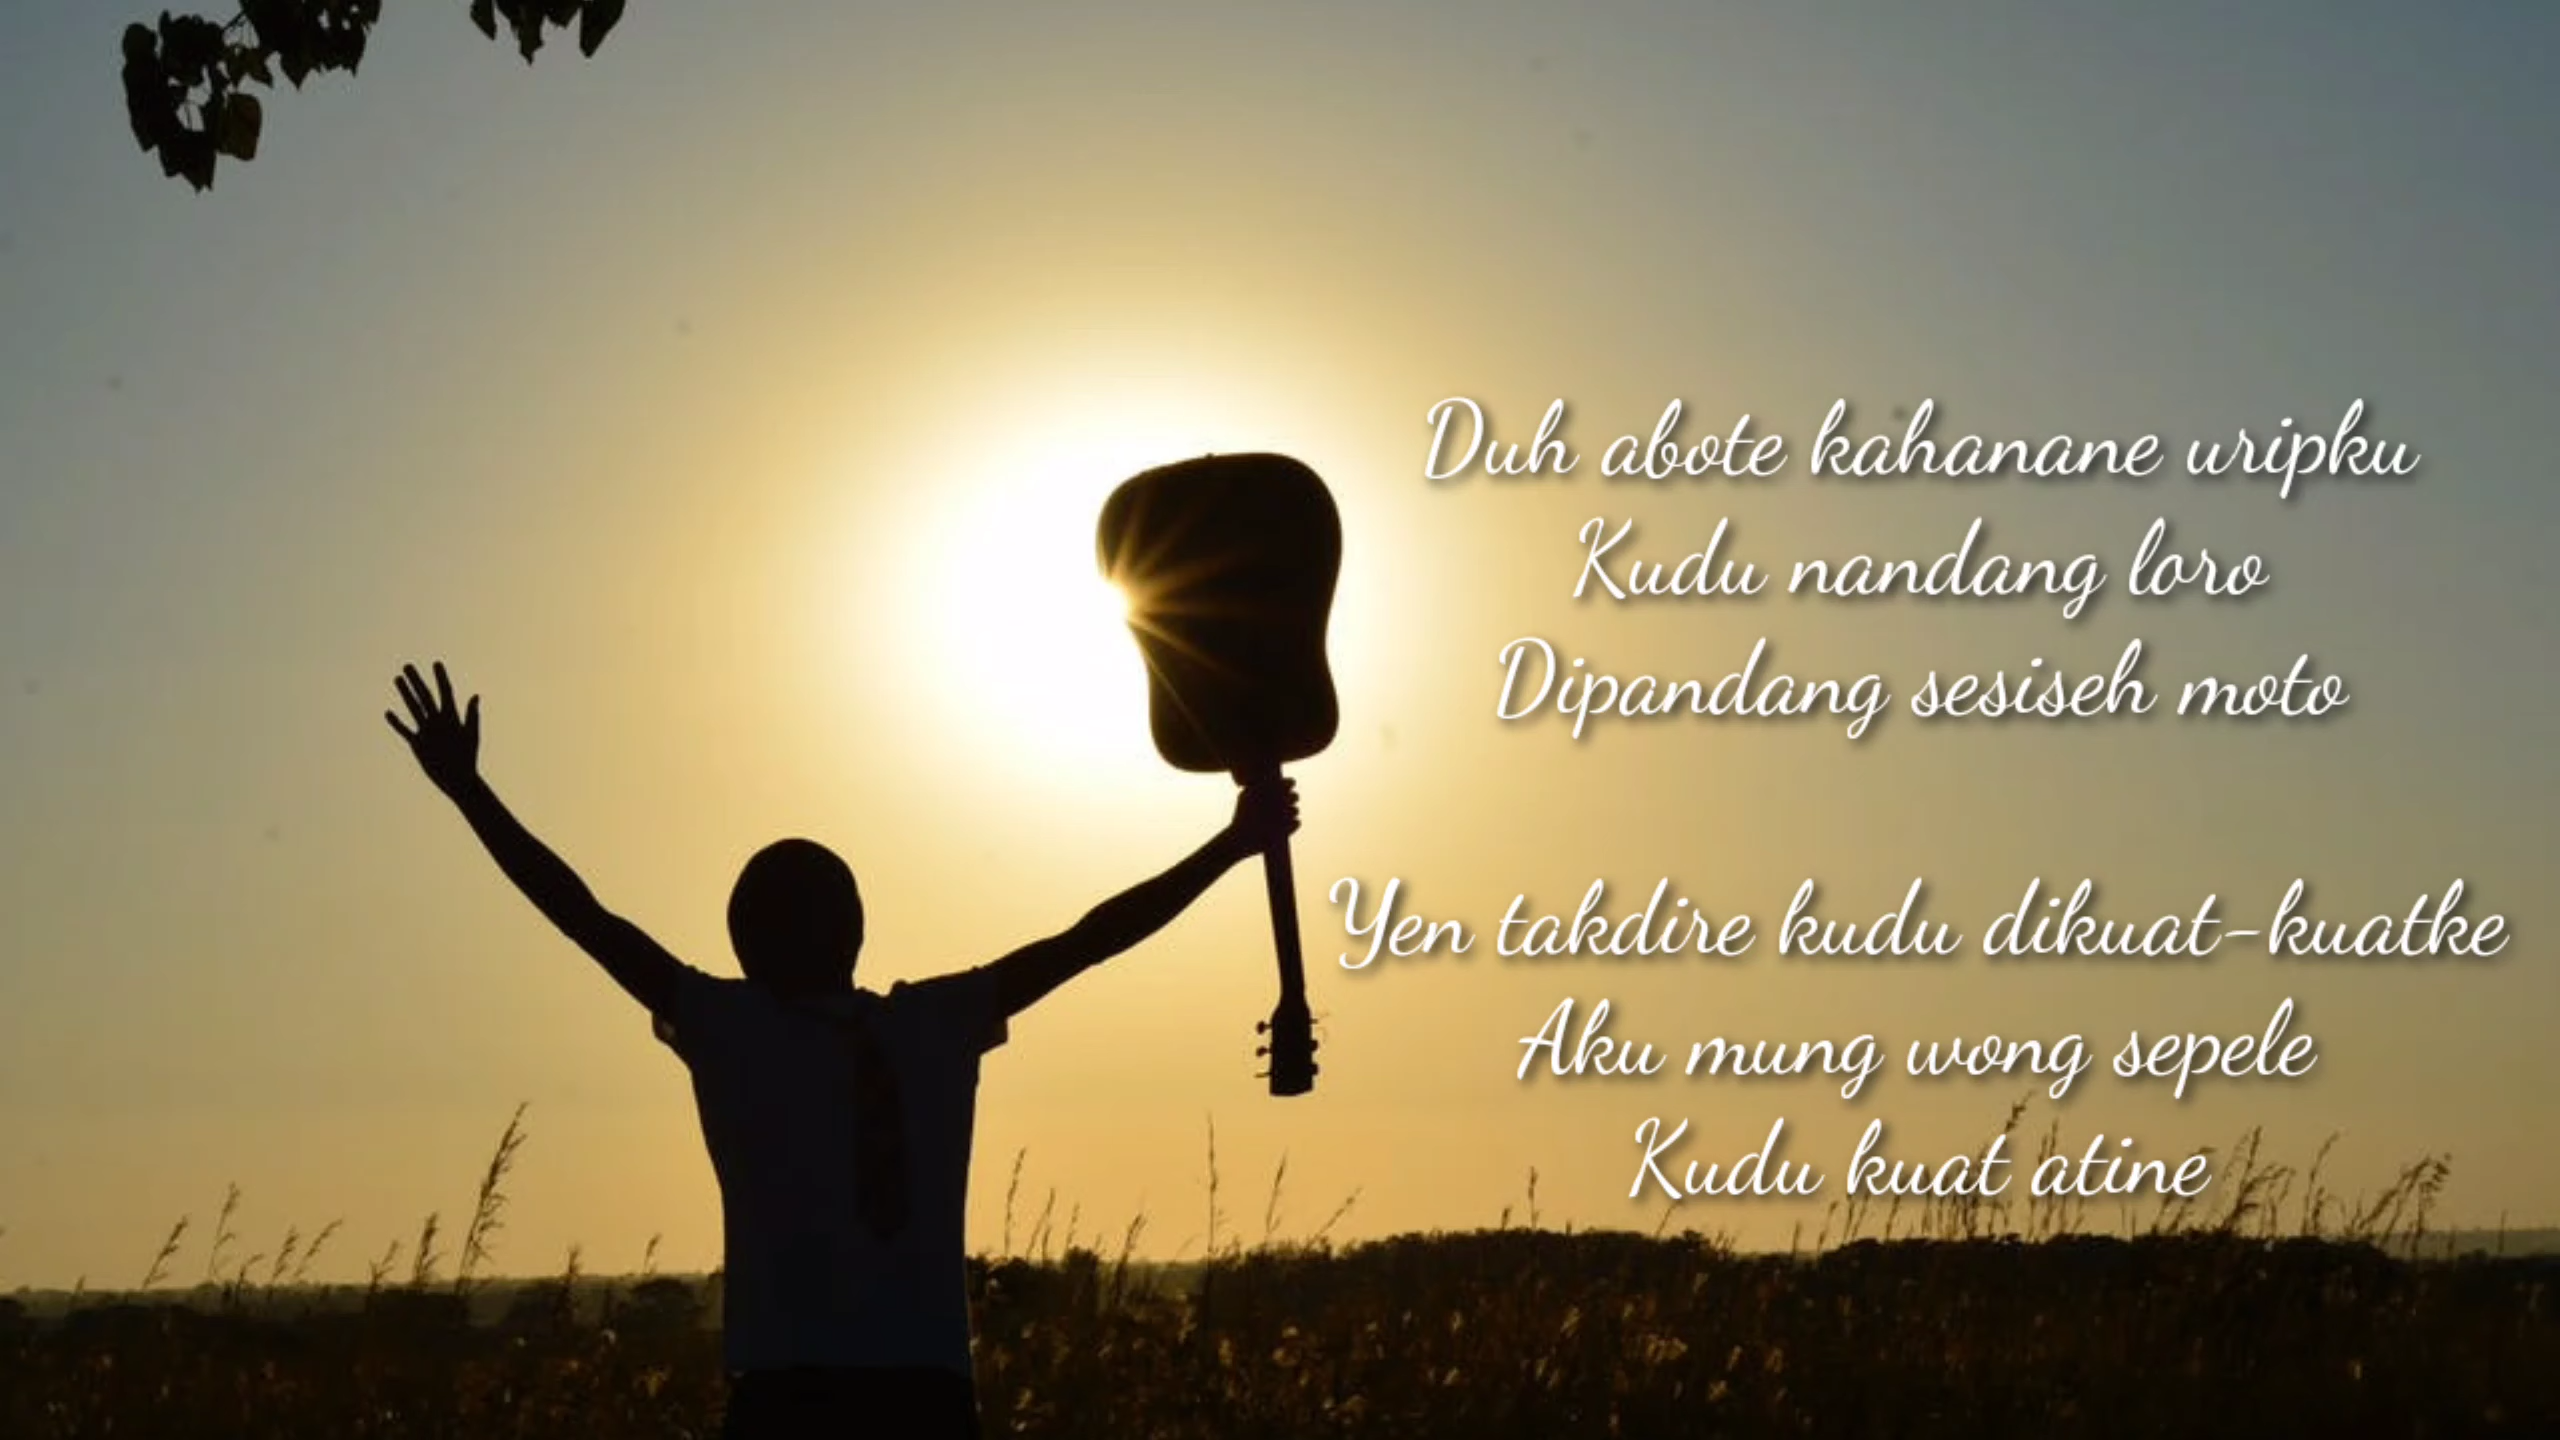 Duh abote kahanane uripku
Kudu nandang loro
Dipandang sesiseh moto
Yen takdire kudu dikuat-kuatke
Aku mung wong sepele
Kudu kuat atine